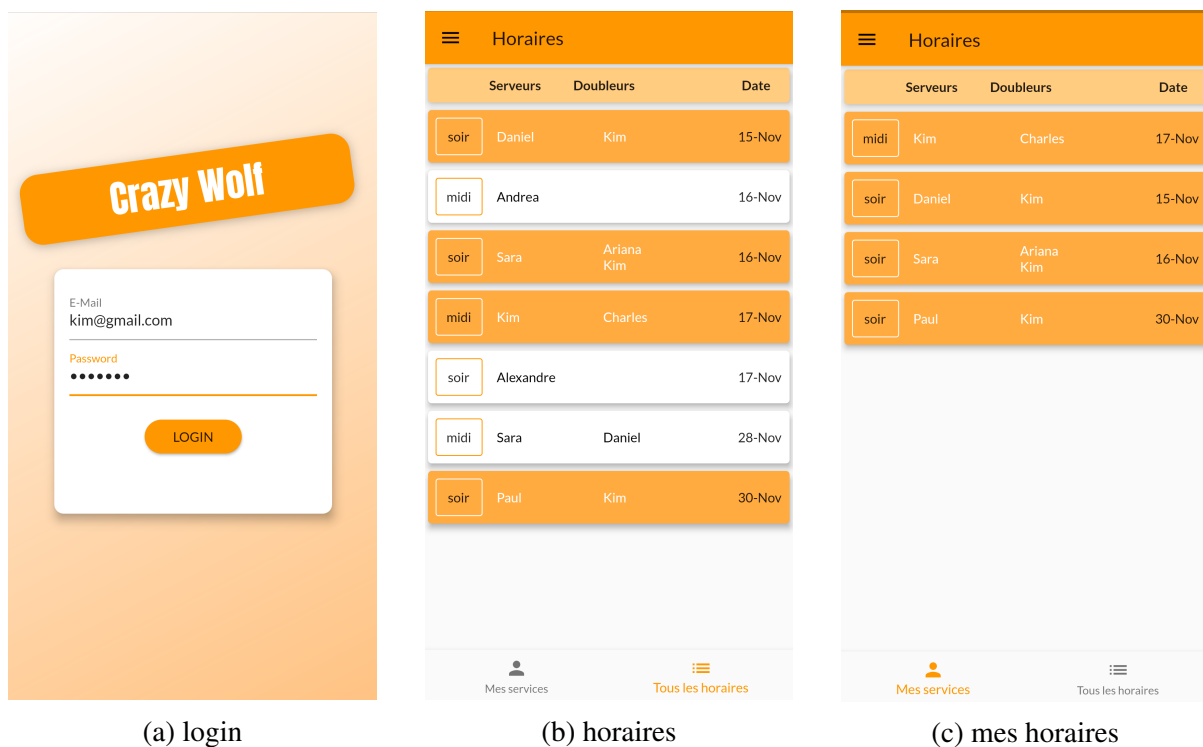 Crazy Wolf
E-Mail
kim@gmail.com
Password
•••••••
LOGIN
(a) login
Horaires
Serveurs Doubleurs Date
soir Daniel Kim 15-Nov
midi Andrea 16-Nov
soir Sara Ariana Kim 16-Nov
midi Kim Charles 17-Nov
soir Alexandre 17-Nov
midi Sara Daniel 28-Nov
soir Paul Kim 30-Nov
Mes services Tous les horaires
(b) horaires
Horaires
Serveurs Doubleurs Date
midi Kim Charles 17-Nov
soir Daniel Kim 15-Nov
soir Sara Ariana Kim 16-Nov
soir Paul Kim 30-Nov
Mes services Tous les horaires
(c) mes horaires